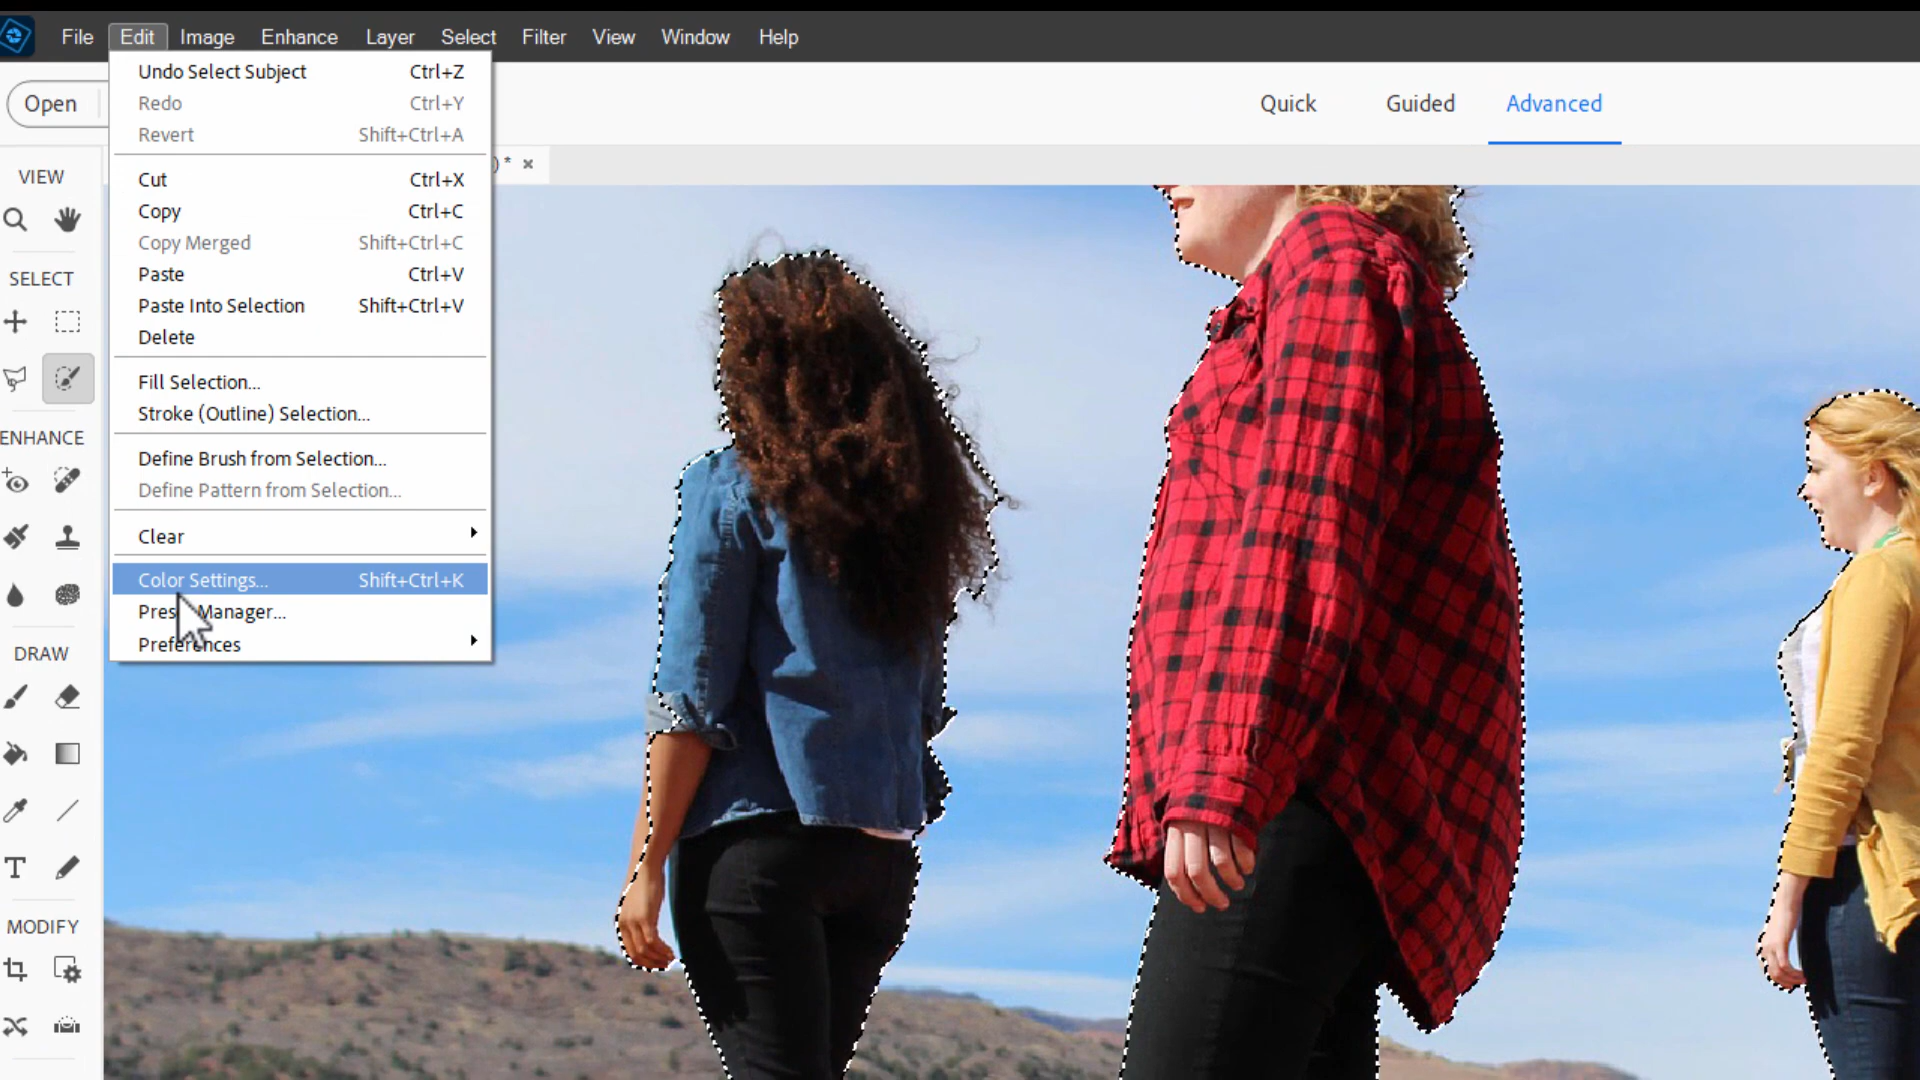 File Edit Image Enhance Layer Select Filter View Window Help
Open
Quick Guided Advanced
) * ×
Undo Select Subject Ctrl+Z
Redo Ctrl+Y
Revert Shift+Ctrl+A
Cut Ctrl+X
Copy Ctrl+C
Copy Merged Shift+Ctrl+C
Paste Ctrl+V
Paste Into Selection Shift+Ctrl+V
Delete
Fill Selection...
Stroke (Outline) Selection...
Define Brush from Selection...
Define Pattern from Selection...
Clear
Color Settings... Shift+Ctrl+K
Manager...
Preferences
VIEW
SELECT
ENHANCE
DRAW
T
MODIFY